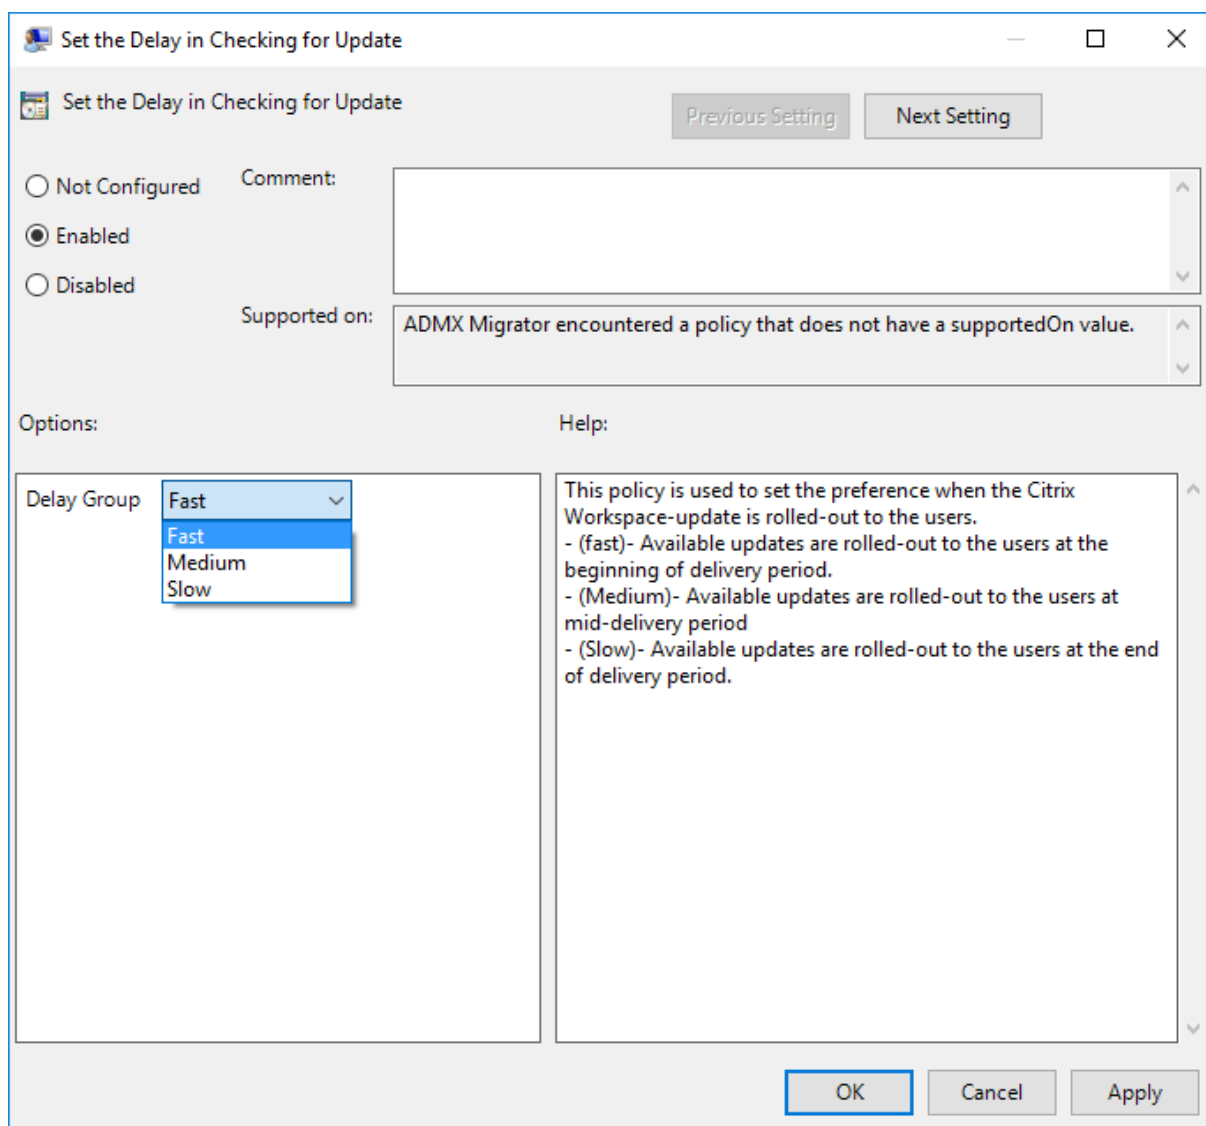 Set the Delay in Checking for Update
Set the Delay in Checking for Update
Previous Setting
Next Setting
Not Configured
Enabled
Disabled
Comment:
Supported on:
ADMX Migrator encountered a policy that does not have a supportedOn value.
Options:
Help:
Delay Group
Fast
Fast
Medium
Slow
This policy is used to set the preference when the Citrix
Workspace-update is rolled-out to the users.
- (fast)- Available updates are rolled-out to the users at the
beginning of delivery period.
- (Medium)- Available updates are rolled-out to the users at
mid-delivery period
- (Slow)- Available updates are rolled-out to the users at the end
of delivery period.
OK
Cancel
Apply